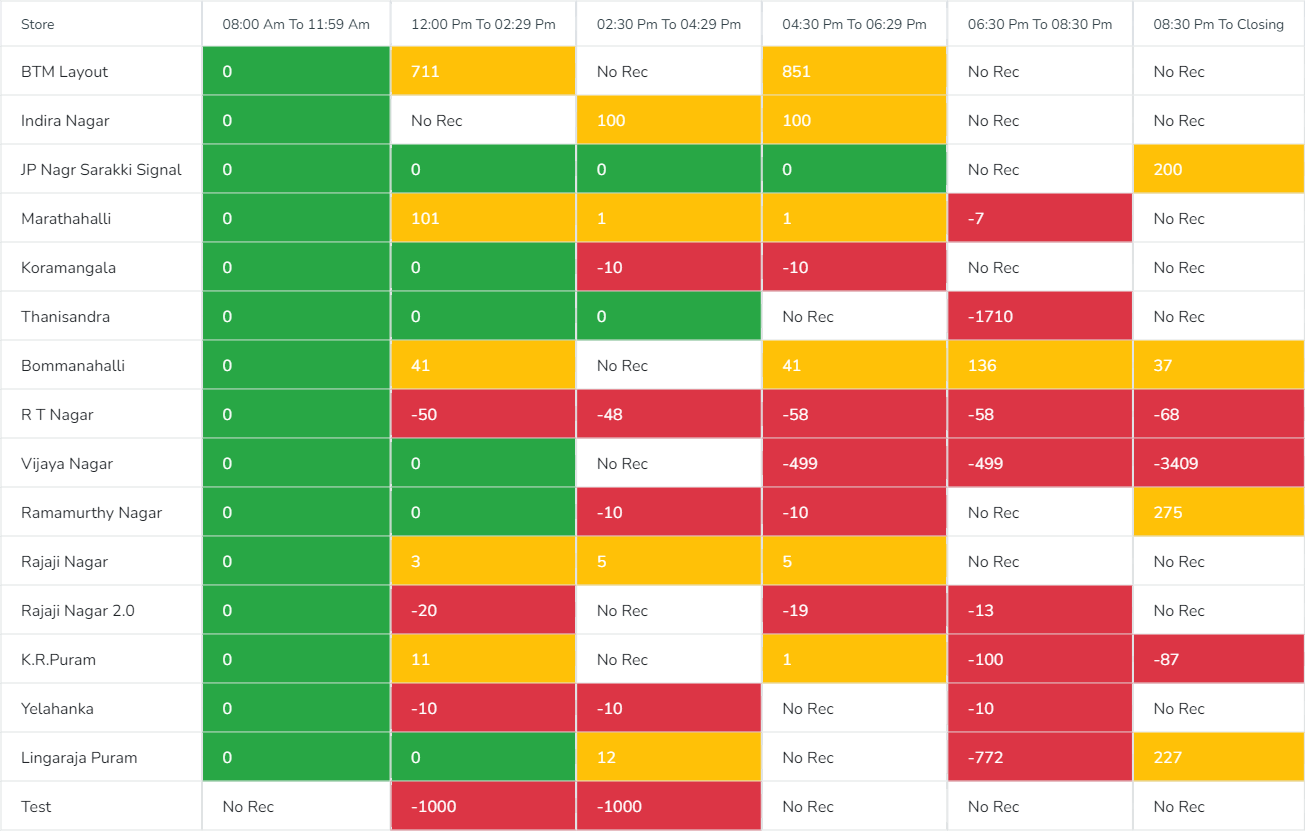 Store 08:00 Am To 11:59 Am 12:00 Pm To 02:29 Pm 02:30 Pm To 04:29 Pm 04:30 Pm To 06:29 Pm 06:30 Pm To 08:30 Pm 08:30 Pm To Closing
BTM Layout 0 711 No Rec 851 No Rec No Rec
Indira Nagar 0 No Rec 100 100 No Rec No Rec
JP Nagr Sarakki Signal 0 0 0 0 No Rec 200
Marathahalli 0 101 1 1 -7 No Rec
Koramangala 0 0 -10 -10 No Rec No Rec
Thanisandra 0 0 0 No Rec -1710 No Rec
Bommanahalli 0 41 No Rec 41 136 37
R T Nagar 0 -50 -48 -58 -58 -68
Vijaya Nagar 0 0 No Rec -499 -499 -3409
Ramamurthy Nagar 0 0 -10 -10 No Rec 275
Rajaji Nagar 0 3 5 5 No Rec No Rec
Rajaji Nagar 2.0 0 -20 No Rec -19 -13 No Rec
K.R.Puram 0 11 No Rec 1 -100 -87
Yelahanka 0 -10 -10 No Rec -10 No Rec
Lingaraja Puram 0 0 12 No Rec -772 227
Test No Rec -1000 -1000 No Rec No Rec No Rec